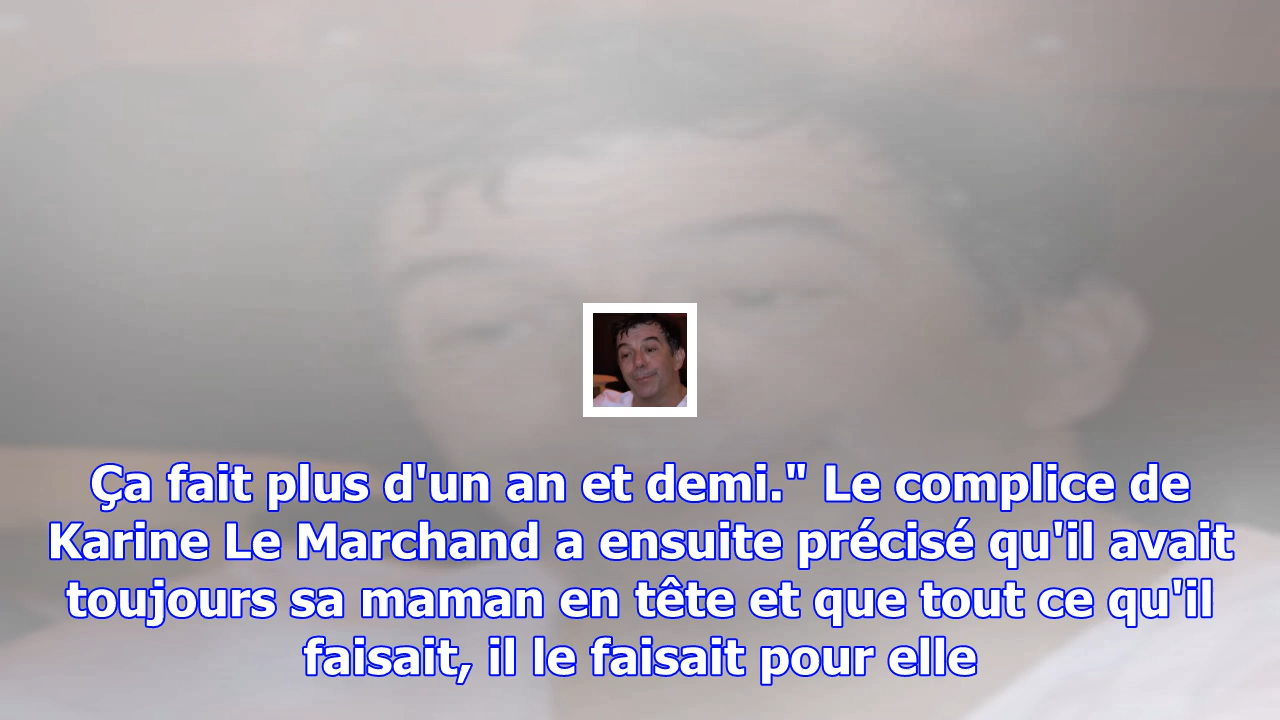 Ça fait plus d'un an et demi." Le complice de
Karine Le Marchand a ensuite précisé qu'il avait
toujours sa maman en tête et que tout ce qu'il
faisait, il le faisait pour elle